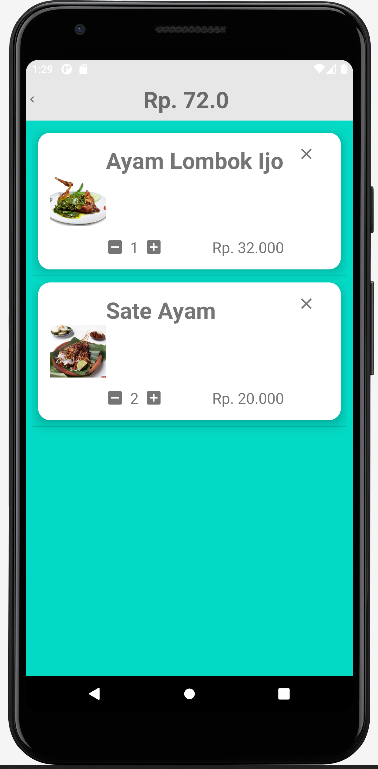 1:29
Rp. 72.0
Ayam Lombok Ijo
1
Rp. 32.000
Sate Ayam
2
Rp. 20.000